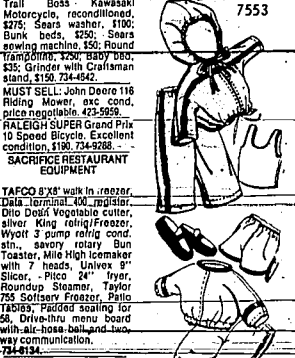 Trail Boss Kawasaki
Motorcycle, reconditioned,
$275; Sears washer, $100;
Bunk beds, $250; Sears
sewing machine, $50; Round
trampoline, $250; Baby bed,
$35; Grinder with Craftsman
stand, $150. 734-4642.
MUST SELL: John Deere 116
Riding Mower, exc cond,
price negotiable. 423-5959.
RALEIGH SUPER Grand Prix
10 Speed Bicycle. Excellent
condition, $190. 734-9288.
SACRIFICE RESTAURANT
EQUIPMENT
TAFCO 8'X8' walk in freezer,
Data Terminal 400 register,
Dito Dean Vegetable cutter,
silver King refrig/Freezer,
Wyott 3 pump refrig cond.
stn., savory rotary Bun
Toaster, Mile High Icemaker
with 7 heads, Univex 9"
Slicer, Pitco 24" fryer,
Roundup Steamer, Taylor
755 Softserv Freezer, Patio
Tables, Padded seating for
58, Drive-thru menu board
with air hose bell and two
way communication.
734-6134.
7553